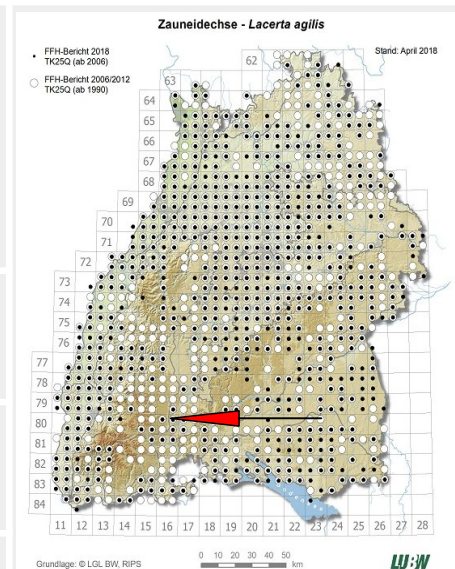 Zauneidechse - Lacerta agilis
FFH-Bericht 2018
TK25Q (ab 2006)
FFH-Bericht 2006/2012
TK25Q (ab 1990)
Stand: April 2018
62
63
64
65
66
67
68
69
70
71
72
73
74
75
76
77
78
79
80
81
82
83
84
11 12 13 14 15 16 17 18 19 20 21 22 23 24 25 26 27 28
Grundlage: © LGL BW, RIPS
0 10 20 30 40 50
km
LUBW